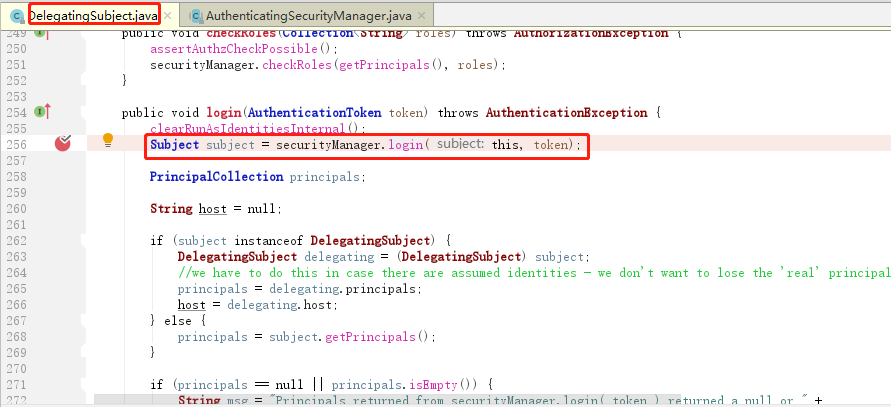 DelegatingSubject.java × AuthenticatingSecurityManager.java ×
249 public void checkRoles(Collection<String> roles) throws AuthorizationException {
250 assertAuthzCheckPossible();
251 securityManager.checkRoles(getPrincipals(), roles);
252 }
253
254 public void login(AuthenticationToken token) throws AuthenticationException {
255 clearRunAsIdentitiesInternal();
256 Subject subject = securityManager.login( subject: this, token);
257
258 PrincipalCollection principals;
259
260 String host = null;
261
262 if (subject instanceof DelegatingSubject) {
263 DelegatingSubject delegating = (DelegatingSubject) subject;
264 //we have to do this in case there are assumed identities - we don't want to lose the 'real' principal
265 principals = delegating.principals;
266 host = delegating.host;
267 } else {
268 principals = subject.getPrincipals();
269 }
270
271 if (principals == null || principals.isEmpty()) {
272 String msg = "Principals returned from securityManager.login( token ) returned a null or " +